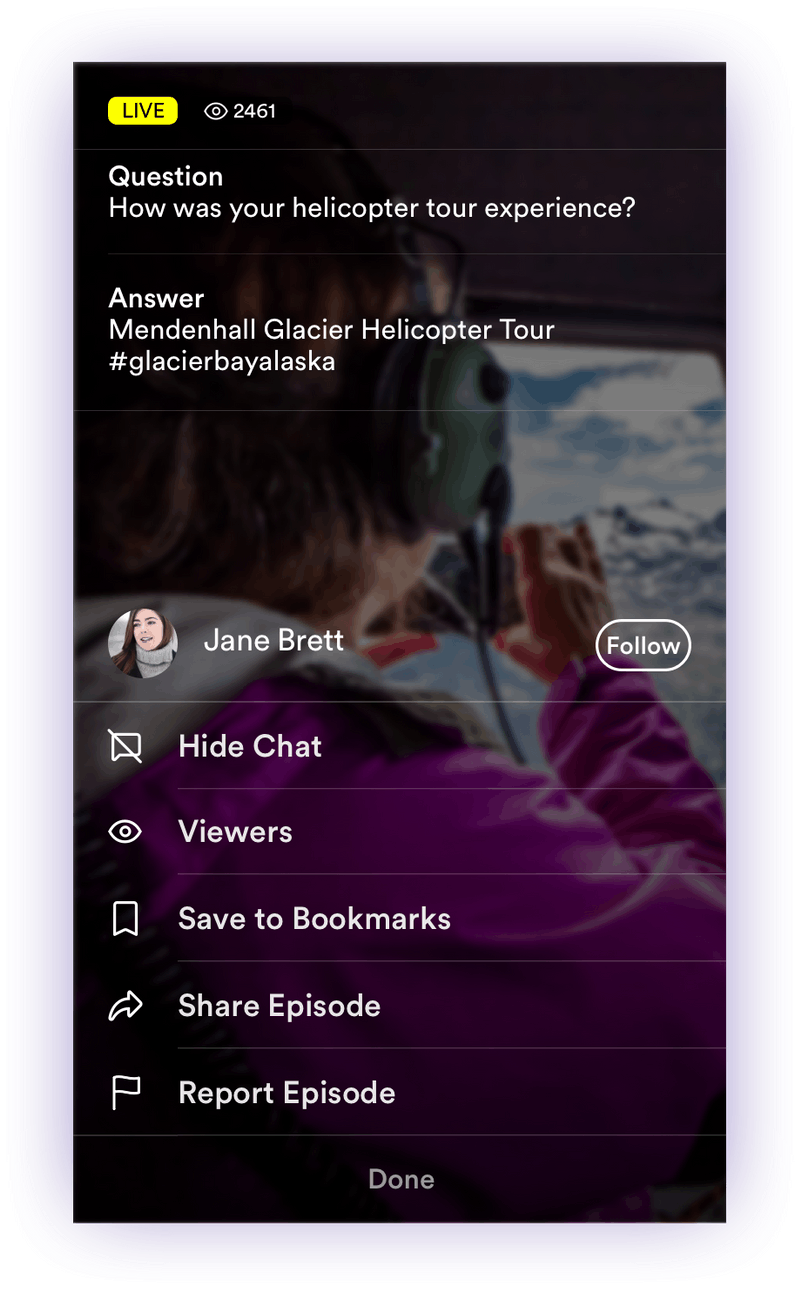 LIVE 2461
Question
How was your helicopter tour experience?
Answer
Mendenhall Glacier Helicopter Tour
#glacierbayalaska
Jane Brett Follow
Hide Chat
Viewers
Save to Bookmarks
Share Episode
Report Episode
Done